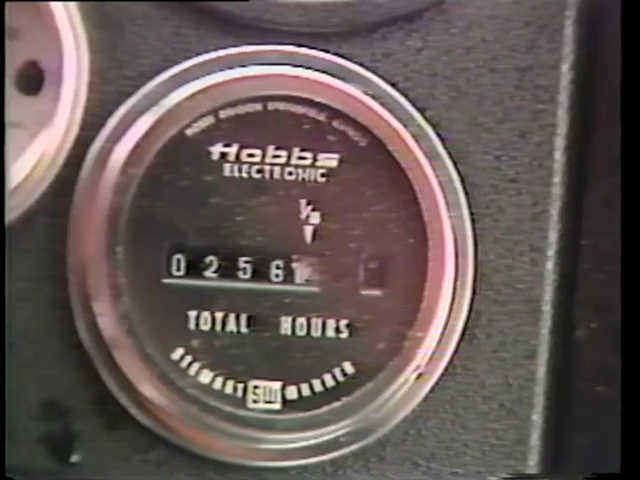 Hobbs
ELECTRONIC
1/10
0256
TOTAL HOURS
STEWART SW WARNER